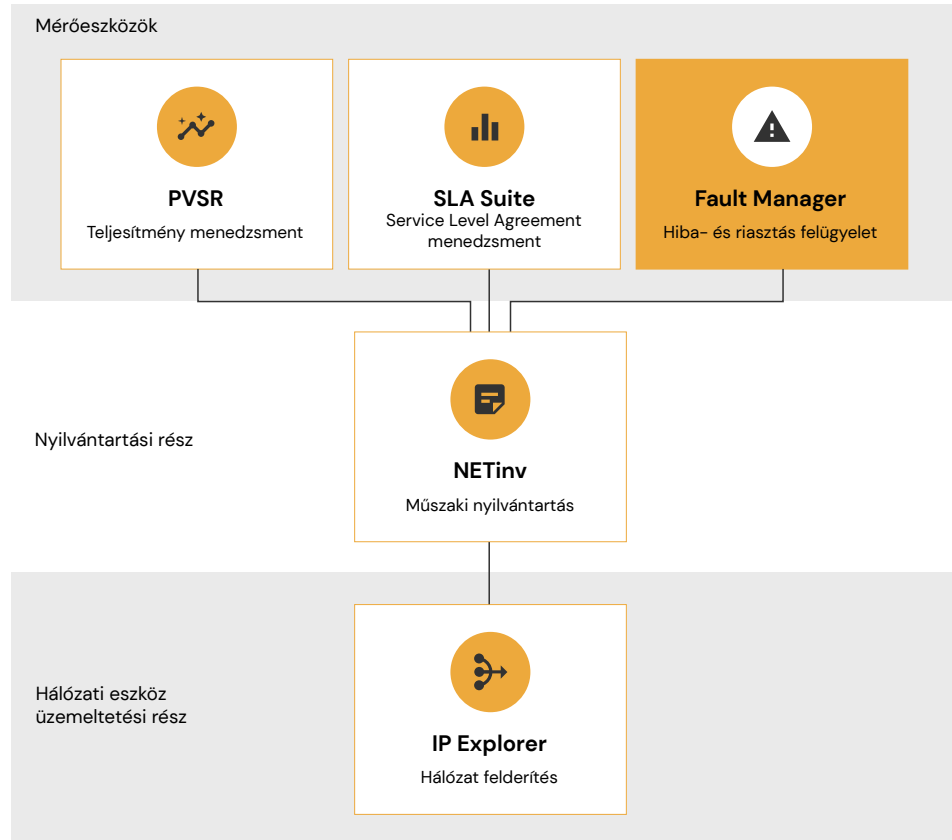 Mérőeszközök
PVSR
Teljesítmény menedzsment
SLA Suite
Service Level Agreement
menedzsment
Fault Manager
Hiba- és riasztás felügyelet
Nyilvántartási rész
NETinv
Műszaki nyilvántartás
Hálózati eszköz
üzemeltetési rész
IP Explorer
Hálózat felderítés